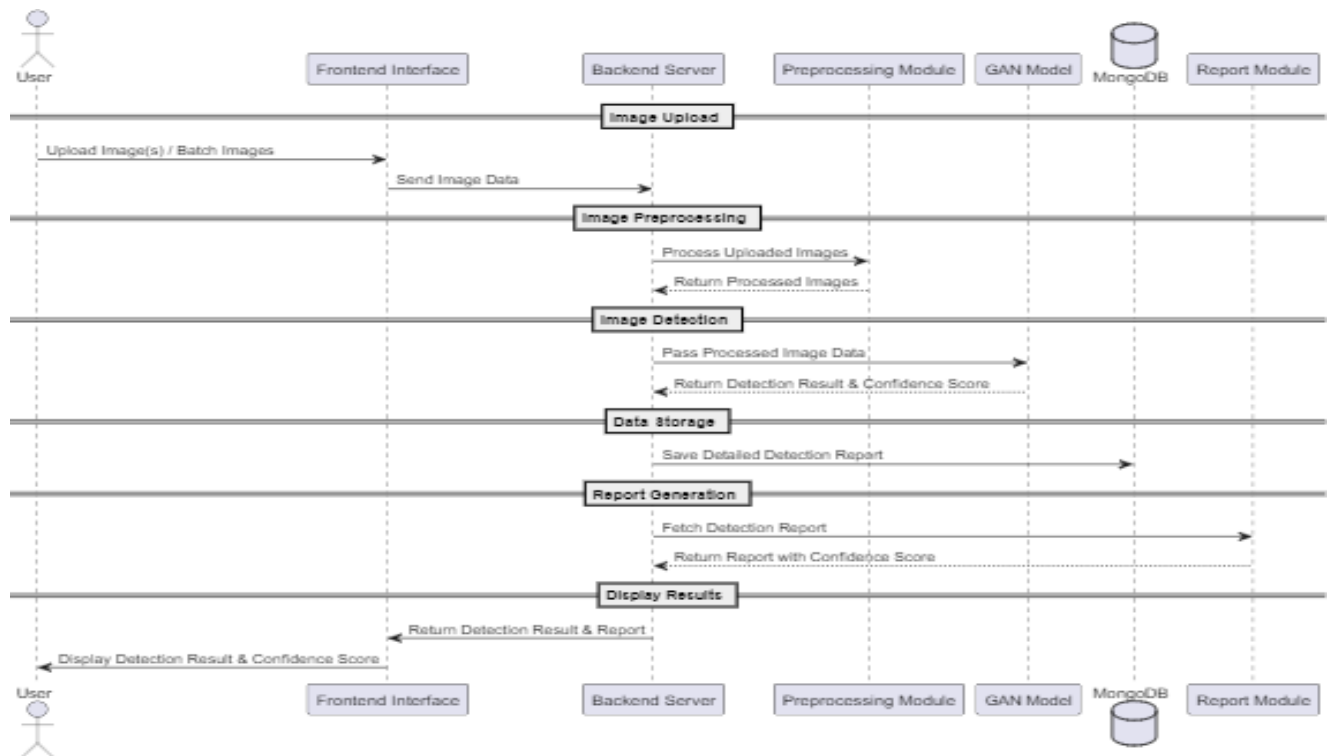 User
Frontend Interface
Backend Server
Preprocessing Module
GAN Model
MongoDB
Report Module
Image Upload
Upload Image(s) / Batch Images
Send Image Data
Image Preprocessing
Process Uploaded Images
Return Processed Images
Image Detection
Pass Processed Image Data
Return Detection Result & Confidence Score
Data Storage
Save Detailed Detection Report
Report Generation
Fetch Detection Report
Return Report with Confidence Score
Display Results
Return Detection Result & Report
Display Detection Result & Confidence Score
User
Frontend Interface
Backend Server
Preprocessing Module
GAN Model
MongoDB
Report Module